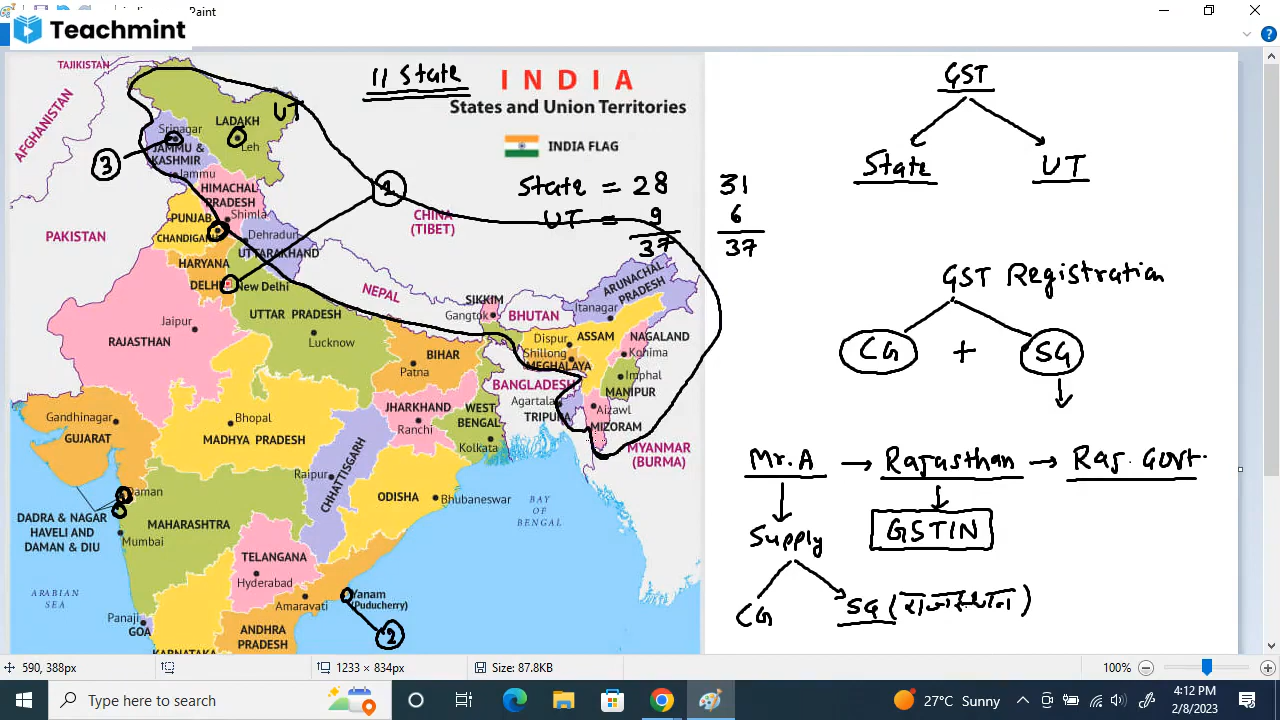 Paint
Teachmint
TAJIKISTAN
AFGHANISTAN
11 State
INDIA
States and Union Territories
INDIA FLAG
LADAKH
UT
Leh
Srinagar
JAMMU &
KASHMIR
Jammu
3
1
HIMACHAL
PRADESH
Shimla
PUNJAB
CHANDIGARH
Dehradun
UTTARAKHAND
PAKISTAN
HARYANA
DELHI
New Delhi
CHINA
(TIBET)
State = 28
UT = 9
37
31
6
37
NEPAL
SIKKIM
Gangtok
BHUTAN
ARUNACHAL
PRADESH
Itanagar
UTTAR PRADESH
Lucknow
Jaipur
RAJASTHAN
BIHAR
Patna
Dispur
ASSAM
NAGALAND
Kohima
Shillong
MEGHALAYA
Imphal
MANIPUR
BANGLADESH
Agartala
TRIPURA
Aizawl
MIZORAM
MYANMAR
(BURMA)
Gandhinagar
GUJARAT
Bhopal
MADHYA PRADESH
JHARKHAND
Ranchi
WEST
BENGAL
Kolkata
Raipur
CHHATTISGARH
ODISHA
Bhubaneswar
BAY
OF
BENGAL
Daman
DADRA & NAGAR
HAVELI AND
DAMAN & DIU
MAHARASHTRA
Mumbai
TELANGANA
Hyderabad
ARABIAN
SEA
Amaravati
Yanam
(Puducherry)
2
Panaji
GOA
ANDHRA
PRADESH
KARNATAKA
GST
State UT
GST Registration
CG + SG
Mr.A → Rajasthan → Raj. Govt.
Supply GSTIN
CG SG
590, 388px
1233 × 834px
Size: 87.8KB
100%
Type here to search
27°C Sunny
4:12 PM
2/8/2023